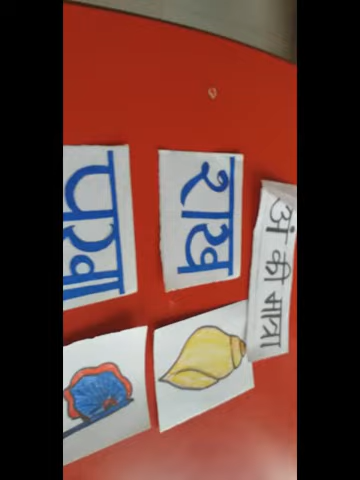 अं की मात्रा
शख
पखा